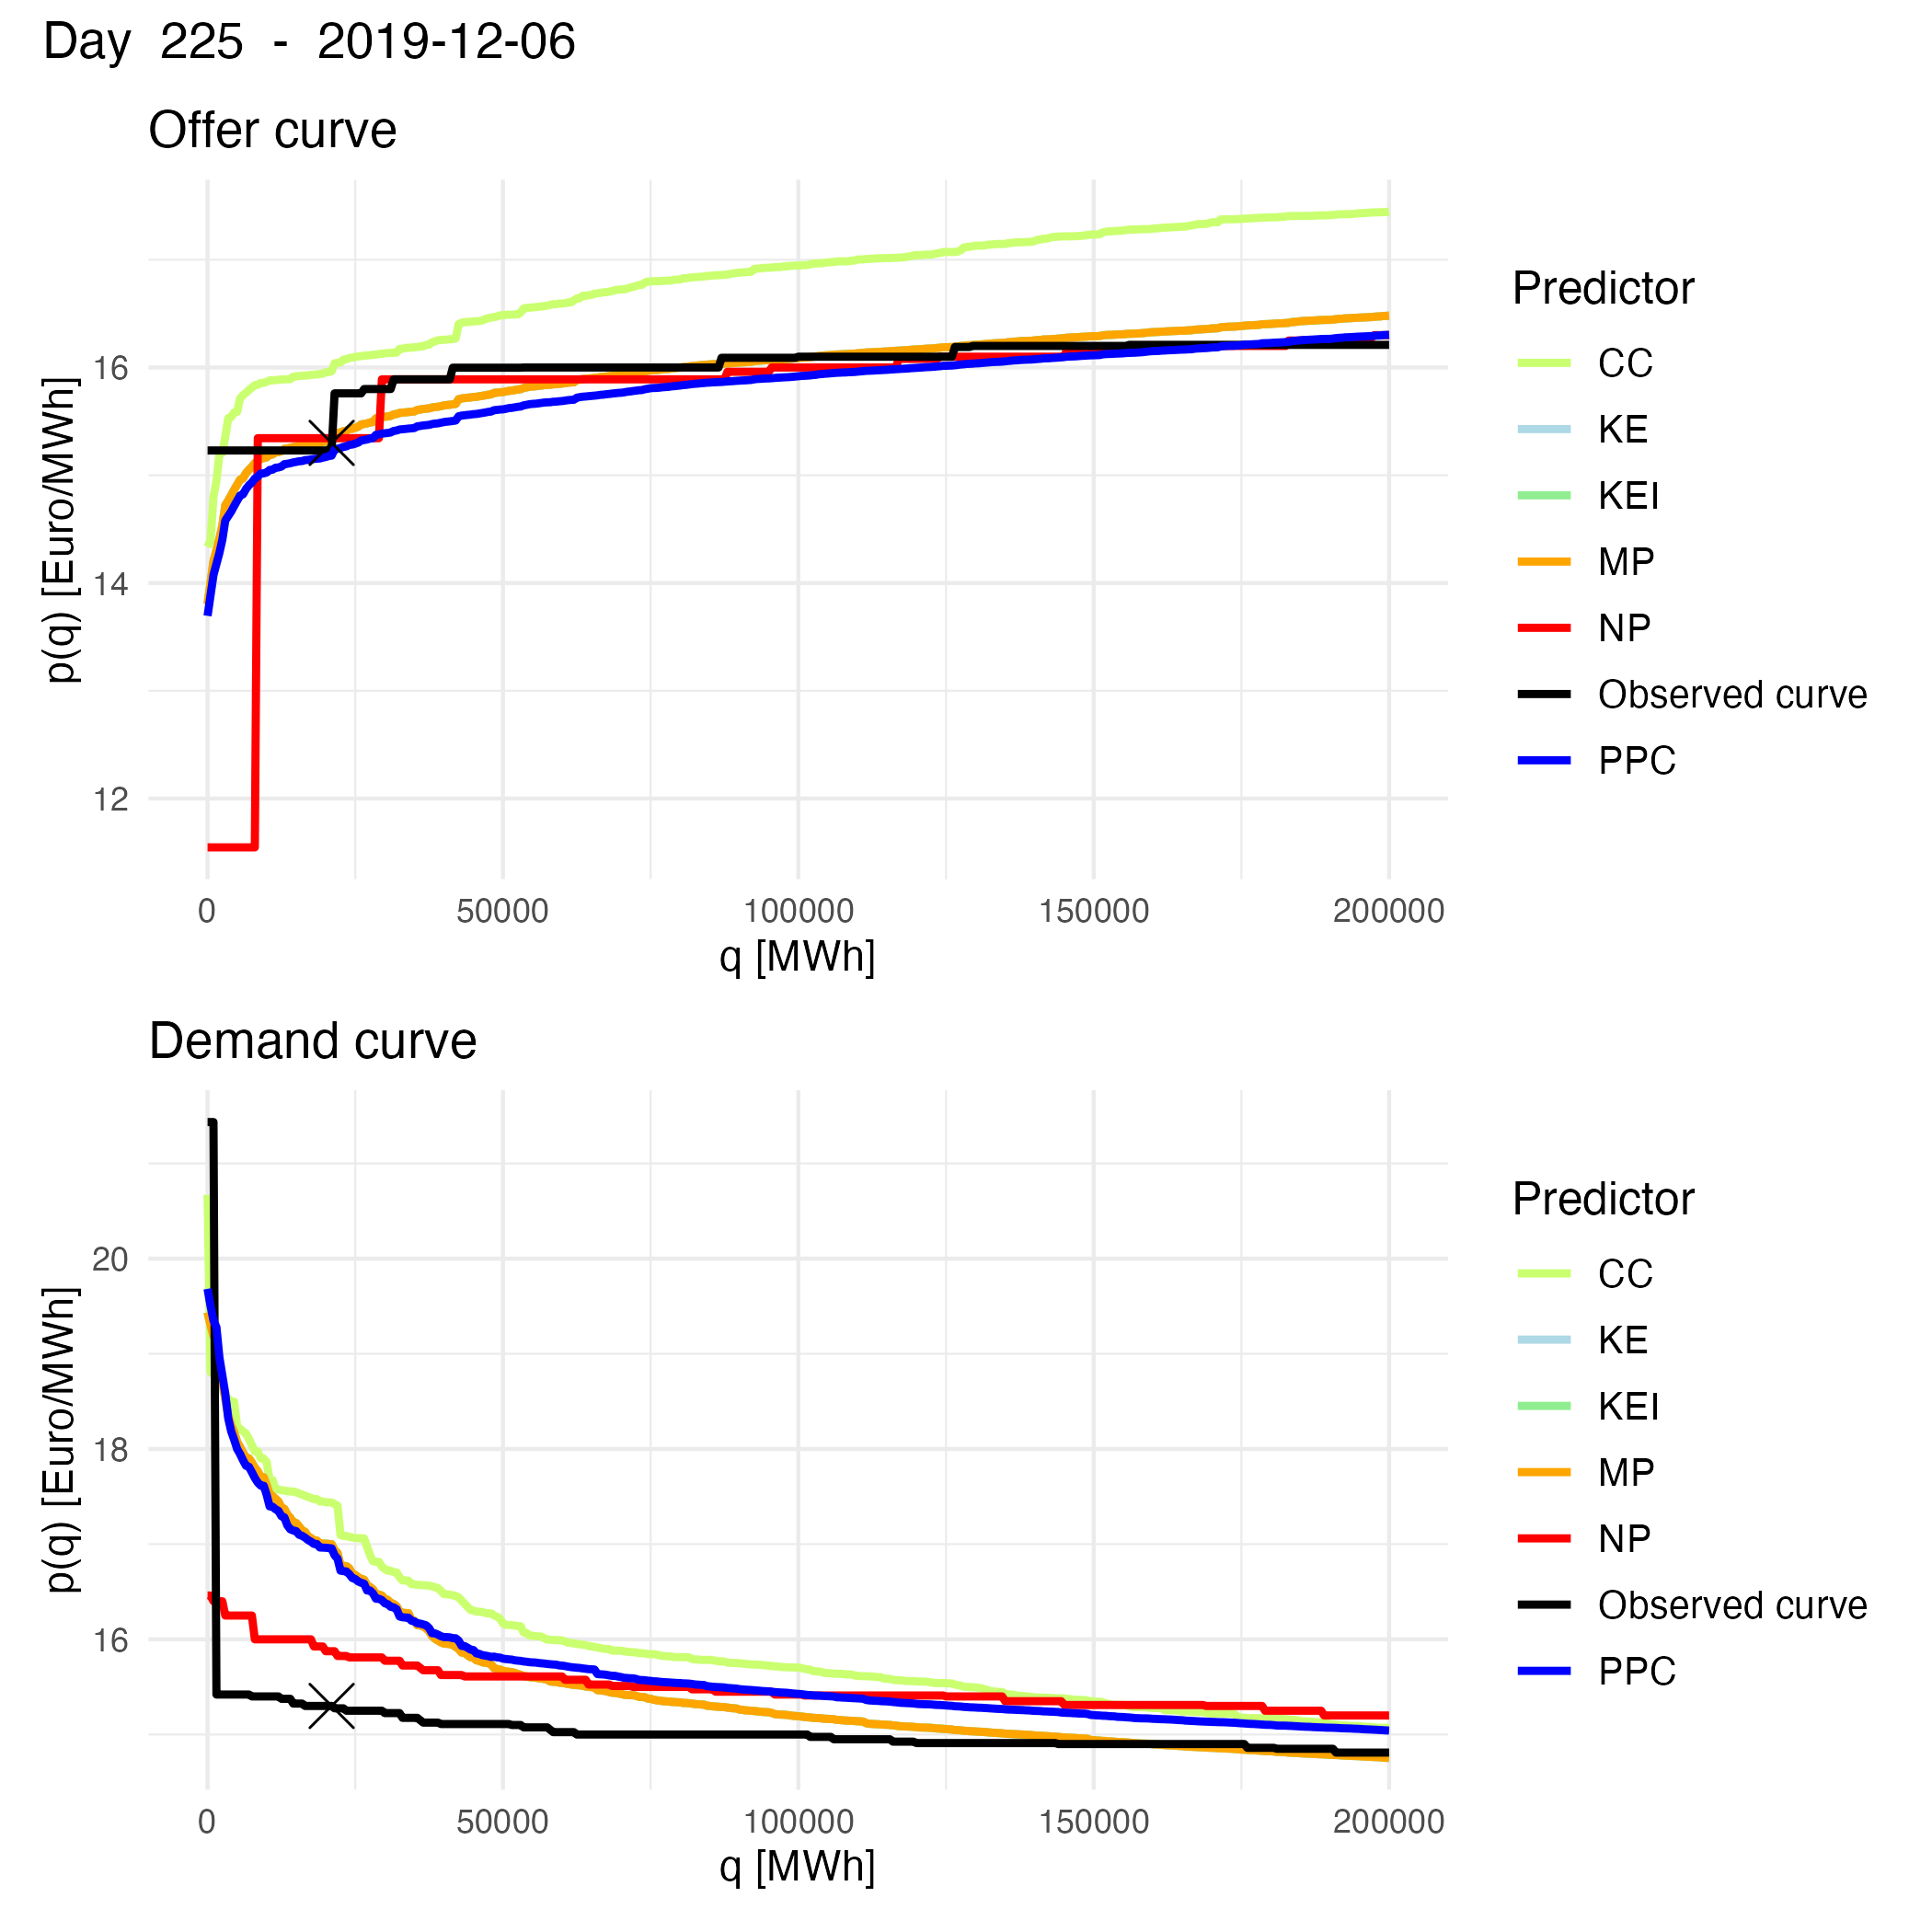 Day 225 - 2019-12-06
Offer curve
p(q) [Euro/MWh]
16
14
12
0 50000 100000 150000 200000
q [MWh]
Predictor
CC
KE
KEI
MP
NP
Observed curve
PPC
Demand curve
p(q) [Euro/MWh]
20
18
16
0 50000 100000 150000 200000
q [MWh]
Predictor
CC
KE
KEI
MP
NP
Observed curve
PPC